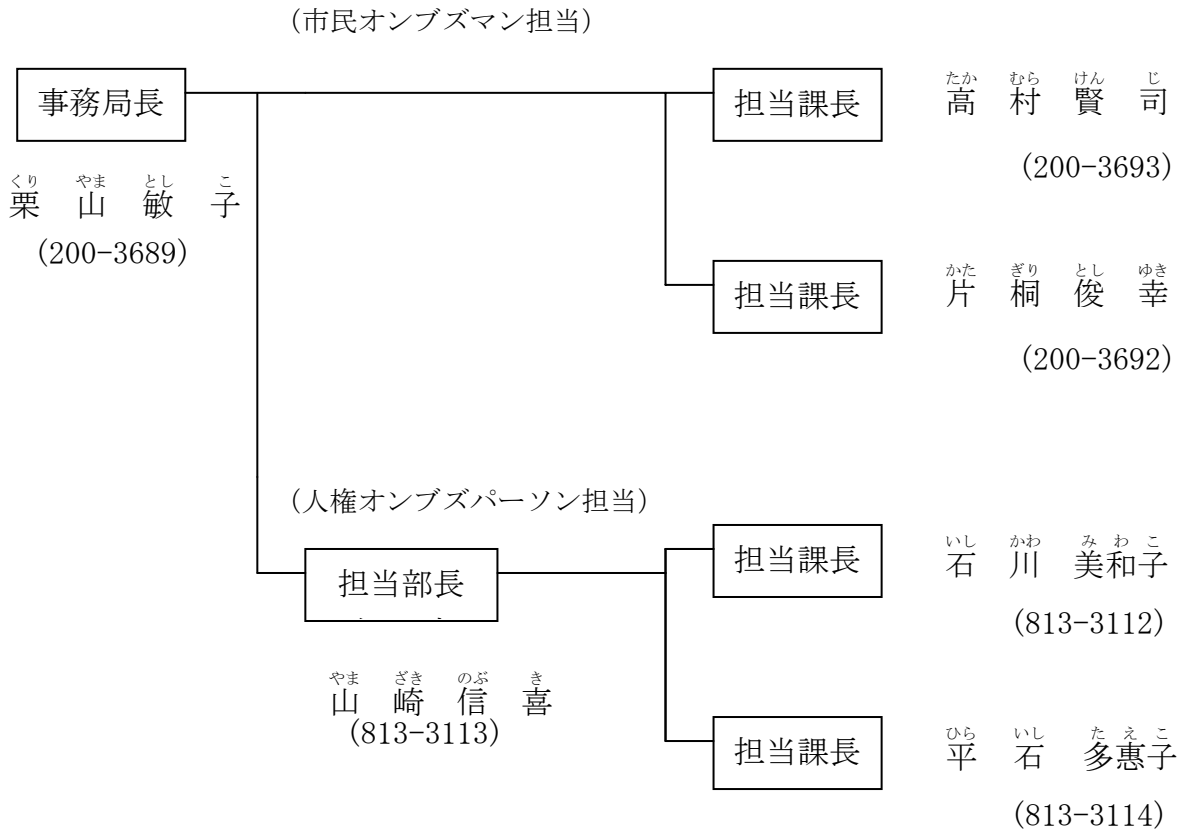 (市民オンブズマン担当)
事務局長
くり やま とし こ
栗 山 敏 子
(200-3689)
担当課長
たか むら けん じ
高 村 賢 司
(200-3693)
担当課長
かた ぎり とし ゆき
片 桐 俊 幸
(200-3692)
(人権オンブズパーソン担当)
担当部長
やま ざき のぶ き
山 崎 信 喜
(813-3113)
担当課長
いし かわ み わ こ
石 川 美和子
(813-3112)
担当課長
ひら いし た え こ
平 石 多惠子
(813-3114)